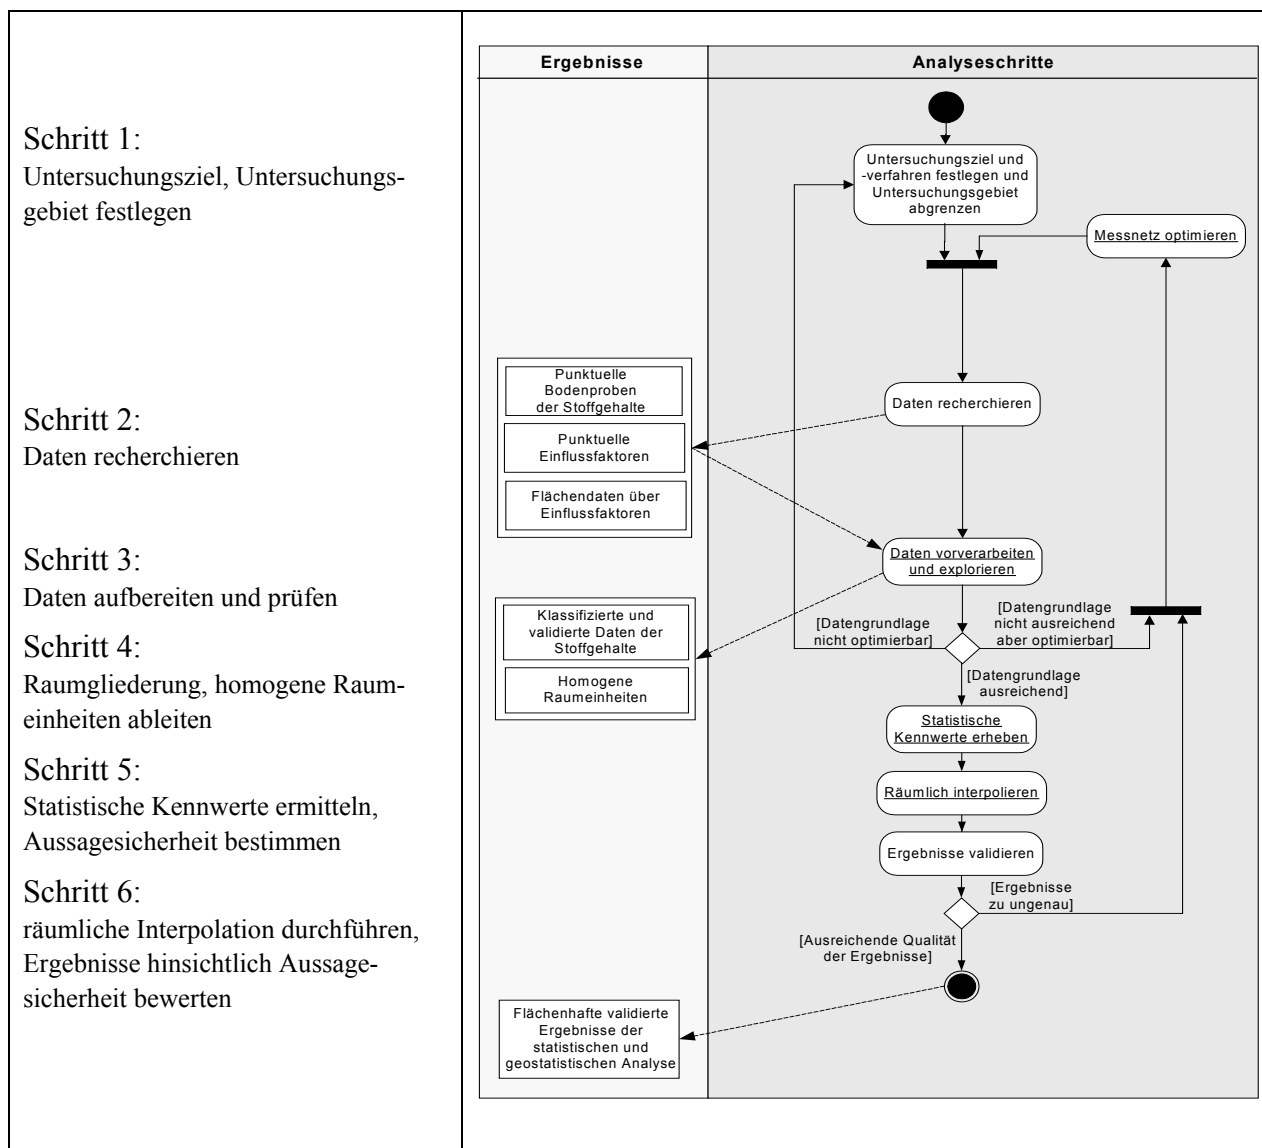 Schritt 1:
Untersuchungsziel, Untersuchungs-
gebiet festlegen
Schritt 2:
Daten recherchieren
Schritt 3:
Daten aufbereiten und prüfen
Schritt 4:
Raumgliederung, homogene Raum-
einheiten ableiten
Schritt 5:
Statistische Kennwerte ermitteln,
Aussagesicherheit bestimmen
Schritt 6:
räumliche Interpolation durchführen,
Ergebnisse hinsichtlich Aussage-
sicherheit bewerten
Ergebnisse
Analyseschritte
Untersuchungsziel und
-verfahren festlegen und
Untersuchungsgebiet
abgrenzen
Messnetz optimieren
Punktuelle
Bodenproben
der Stoffgehalte
Punktuelle
Einflussfaktoren
Flächendaten über
Einflussfaktoren
Daten recherchieren
Daten vorverarbeiten
und explorieren
Klassifizierte und
validierte Daten der
Stoffgehalte
Homogene
Raumeinheiten
[Datengrundlage
nicht optimierbar]
[Datengrundlage
nicht ausreichend
aber optimierbar]
[Datengrundlage
ausreichend]
Statistische
Kennwerte erheben
Räumlich interpolieren
Ergebnisse validieren
[Ergebnisse
zu ungenau]
[Ausreichende Qualität
der Ergebnisse]
Flächenhafte validierte
Ergebnisse der
statistischen und
geostatistischen Analyse